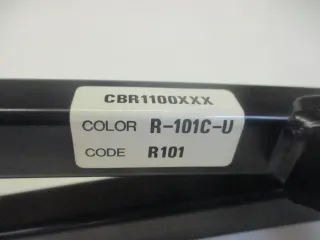 CBR1100XXX
COLOR R-101C-U
CODE R101